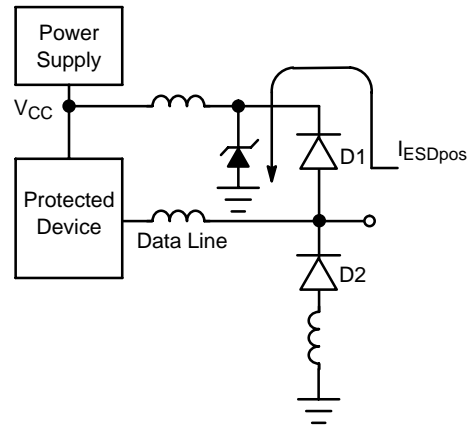 Power
Supply
V_CC
D1
I_ESDpos
Protected
Device
Data Line
D2